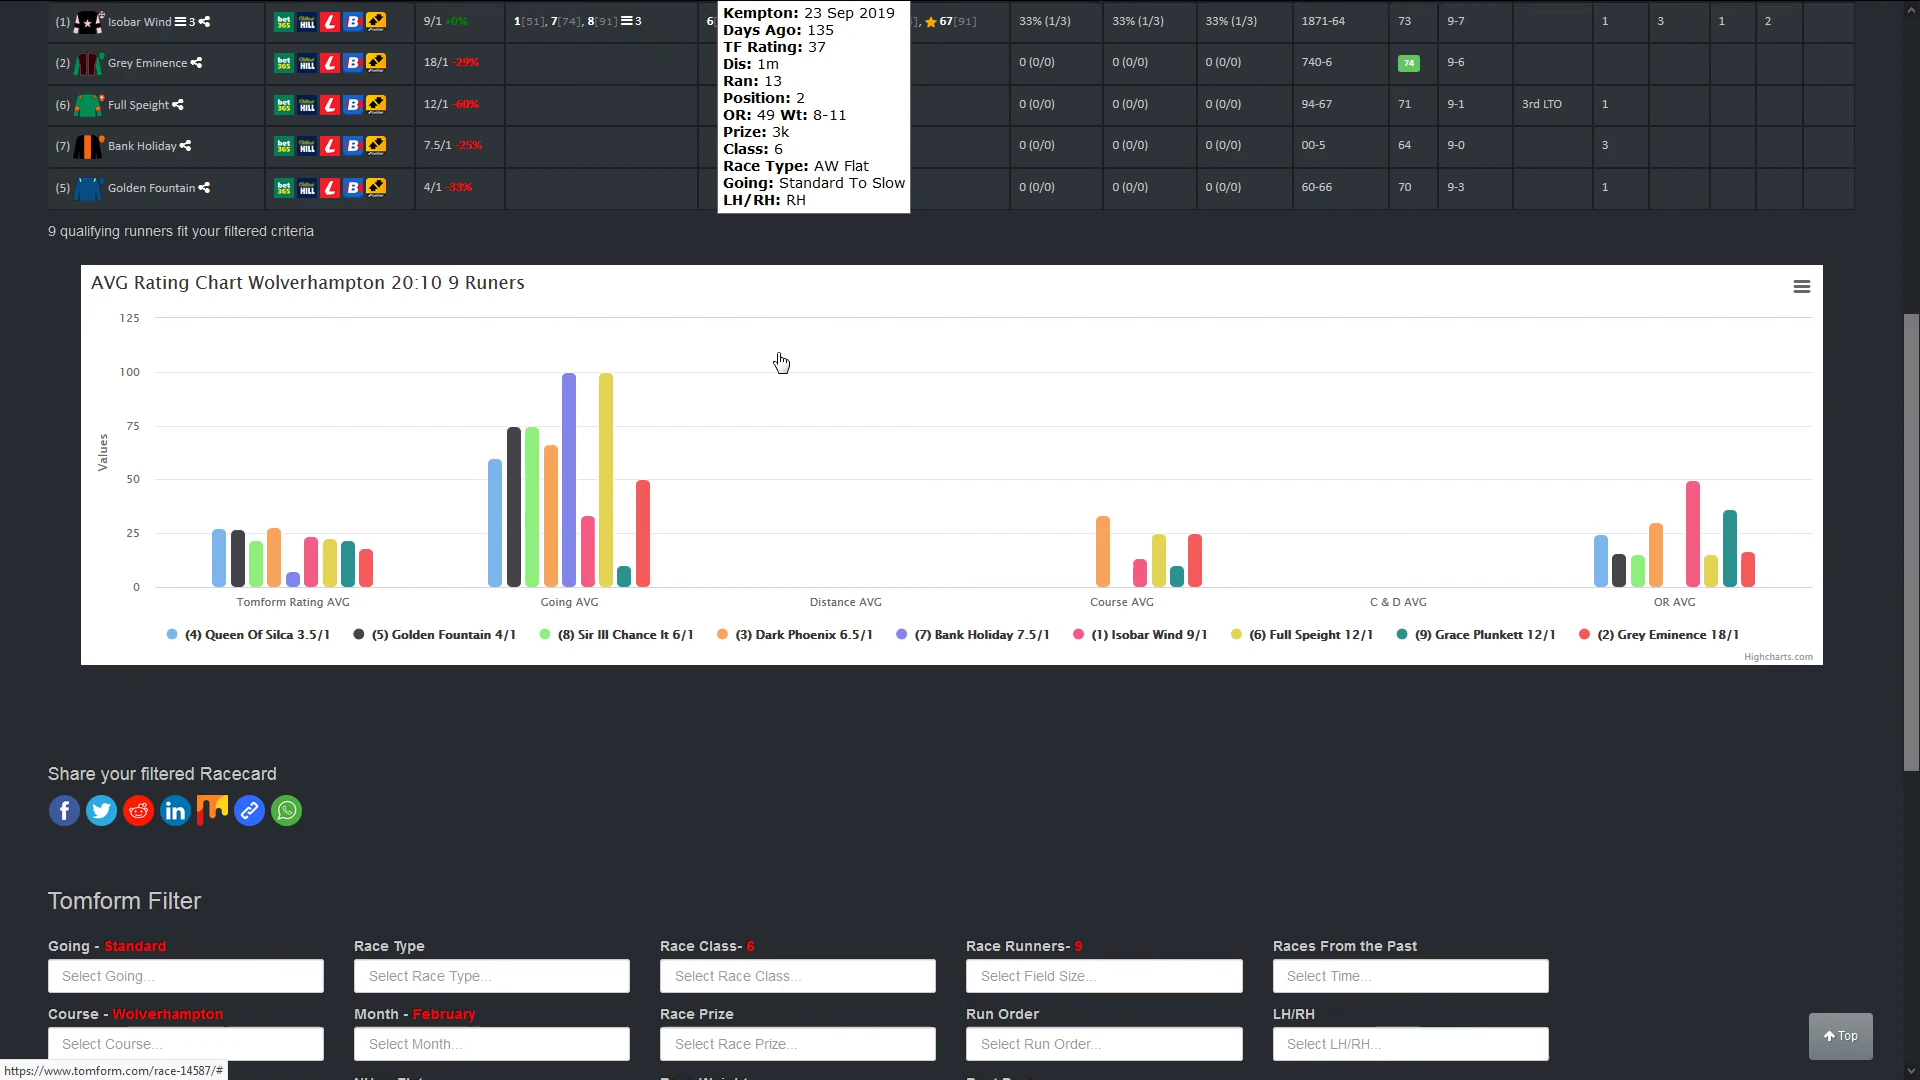 (1) Isobar Wind 3 bet365 William HILL L B 9/1 +0% 1[51], 7[74], 8[91] 3 6 , 67[91] 33% (1/3) 33% (1/3) 33% (1/3) 1871-64 73 9-7 1 3 1 2
(2) Grey Eminence bet365 William HILL L B 18/1 -29% 0 (0/0) 0 (0/0) 0 (0/0) 740-6 74 9-6
(6) Full Speight bet365 William HILL L B 12/1 -60% 0 (0/0) 0 (0/0) 0 (0/0) 94-67 71 9-1 3rd LTO 1
(7) Bank Holiday bet365 William HILL L B 7.5/1 -25% 0 (0/0) 0 (0/0) 0 (0/0) 00-5 64 9-0 3
(5) Golden Fountain bet365 William HILL L B 4/1 -33% 0 (0/0) 0 (0/0) 0 (0/0) 60-66 70 9-3 1
Kempton: 23 Sep 2019
Days Ago: 135
TF Rating: 37
Dis: 1m
Ran: 13
Position: 2
OR: 49 Wt: 8-11
Prize: 3k
Class: 6
Race Type: AW Flat
Going: Standard To Slow
LH/RH: RH
9 qualifying runners fit your filtered criteria
AVG Rating Chart Wolverhampton 20:10 9 Runers
125
100
75
50
25
0
Values
Tomform Rating AVG Going AVG Distance AVG Course AVG C & D AVG OR AVG
(4) Queen Of Silca 3.5/1 (5) Golden Fountain 4/1 (8) Sir Ill Chance It 6/1 (3) Dark Phoenix 6.5/1 (7) Bank Holiday 7.5/1 (1) Isobar Wind 9/1 (6) Full Speight 12/1 (9) Grace Plunkett 12/1 (2) Grey Eminence 18/1
Highcharts.com
Share your filtered Racecard
Tomform Filter
Going - Standard Race Type Race Class- 6 Race Runners- 9 Races From the Past
Select Going... Select Race Type... Select Race Class... Select Field Size... Select Time...
Course - Wolverhampton Month - February Race Prize Run Order LH/RH
Select Course... Select Month... Select Race Prize... Select Run Order... Select LH/RH...
Top
https://www.tomform.com/race-14587/#